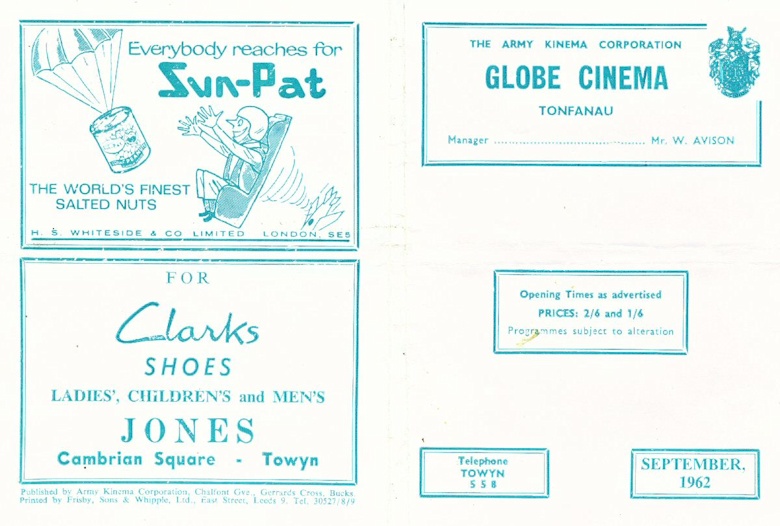 Everybody reaches for
Sun-Pat
THE WORLD'S FINEST
SALTED NUTS
H. S. WHITESIDE & CO LIMITED LONDON, SE5
FOR
Clarks
SHOES
LADIES', CHILDREN'S and MEN'S
JONES
Cambrian Square - Towyn
Published by Army Kinema Corporation, Chalfont Gve., Gerrards Cross, Bucks
Printed by Frisby, Sons & Whipple, Ltd., East Street, Leeds 9. Tel. 30527/8/9
THE ARMY KINEMA CORPORATION
GLOBE CINEMA
TONFANAU
Manager ............................................. Mr. W. AVISON
Opening Times as advertised
PRICES: 2/6 and 1/6
Programmes subject to alteration
Telephone
TOWYN
558
SEPTEMBER,
1962